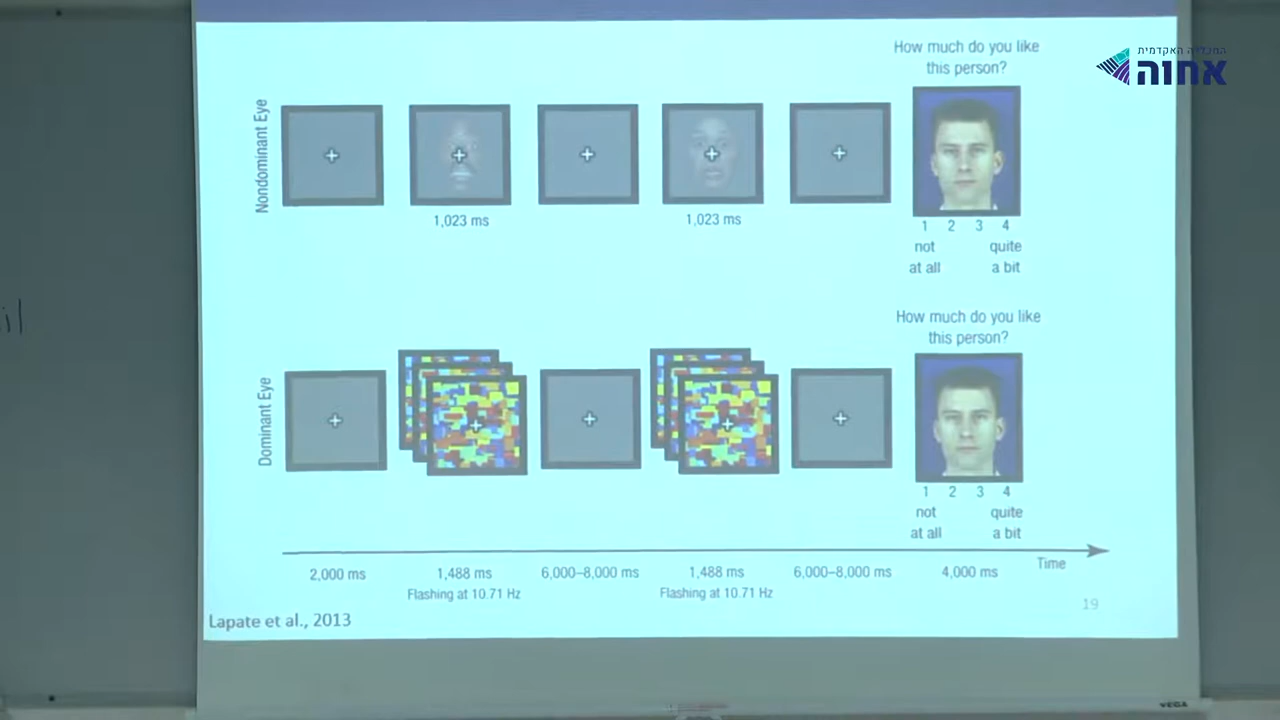 המכללה האקדמית
אחוה
How much do you like
this person?
Nondominant Eye
1,023 ms
1,023 ms
1 2 3 4
not quite
at all a bit
How much do you like
this person?
Dominant Eye
1 2 3 4
not quite
at all a bit
Time
2,000 ms 1,488 ms 6,000–8,000 ms 1,488 ms 6,000–8,000 ms 4,000 ms
Flashing at 10.71 Hz Flashing at 10.71 Hz
19
Lapate et al., 2013
VEGA